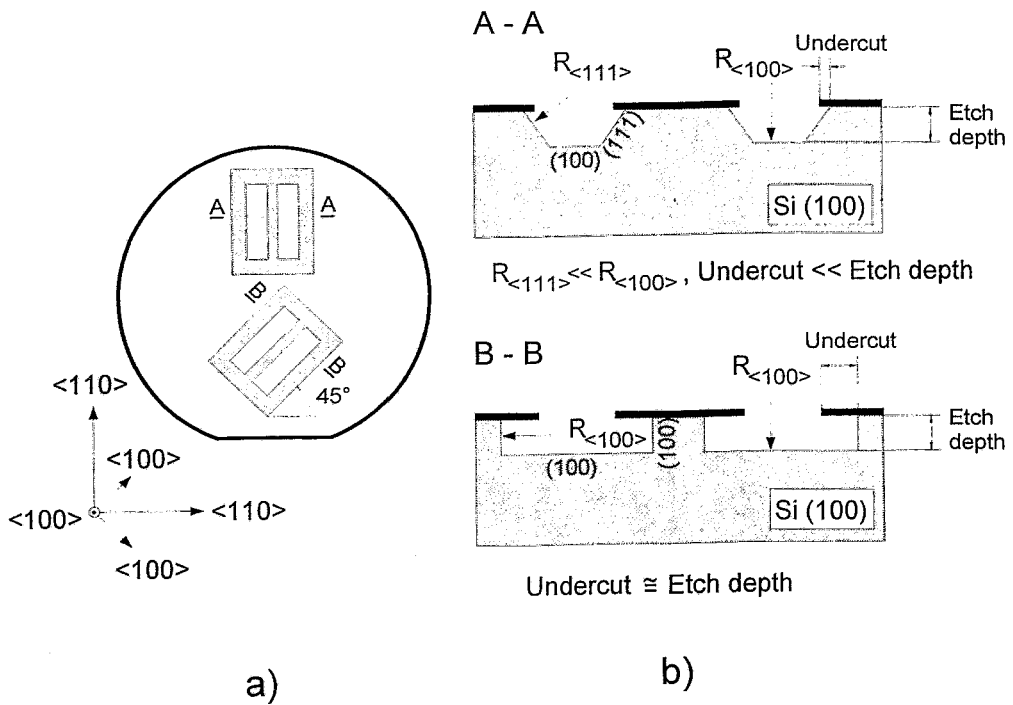 A A
B
B
45°
<110>
<100>
<100>
<110>
<100>
a)
A - A
Undercut
R<111>
R<100>
Etch
depth
(100)
(111)
Si (100)
R<111> << R<100> , Undercut << Etch depth
B - B
Undercut
R<100>
R<100>
Etch
depth
(100)
(100)
Si (100)
Undercut ≅ Etch depth
b)